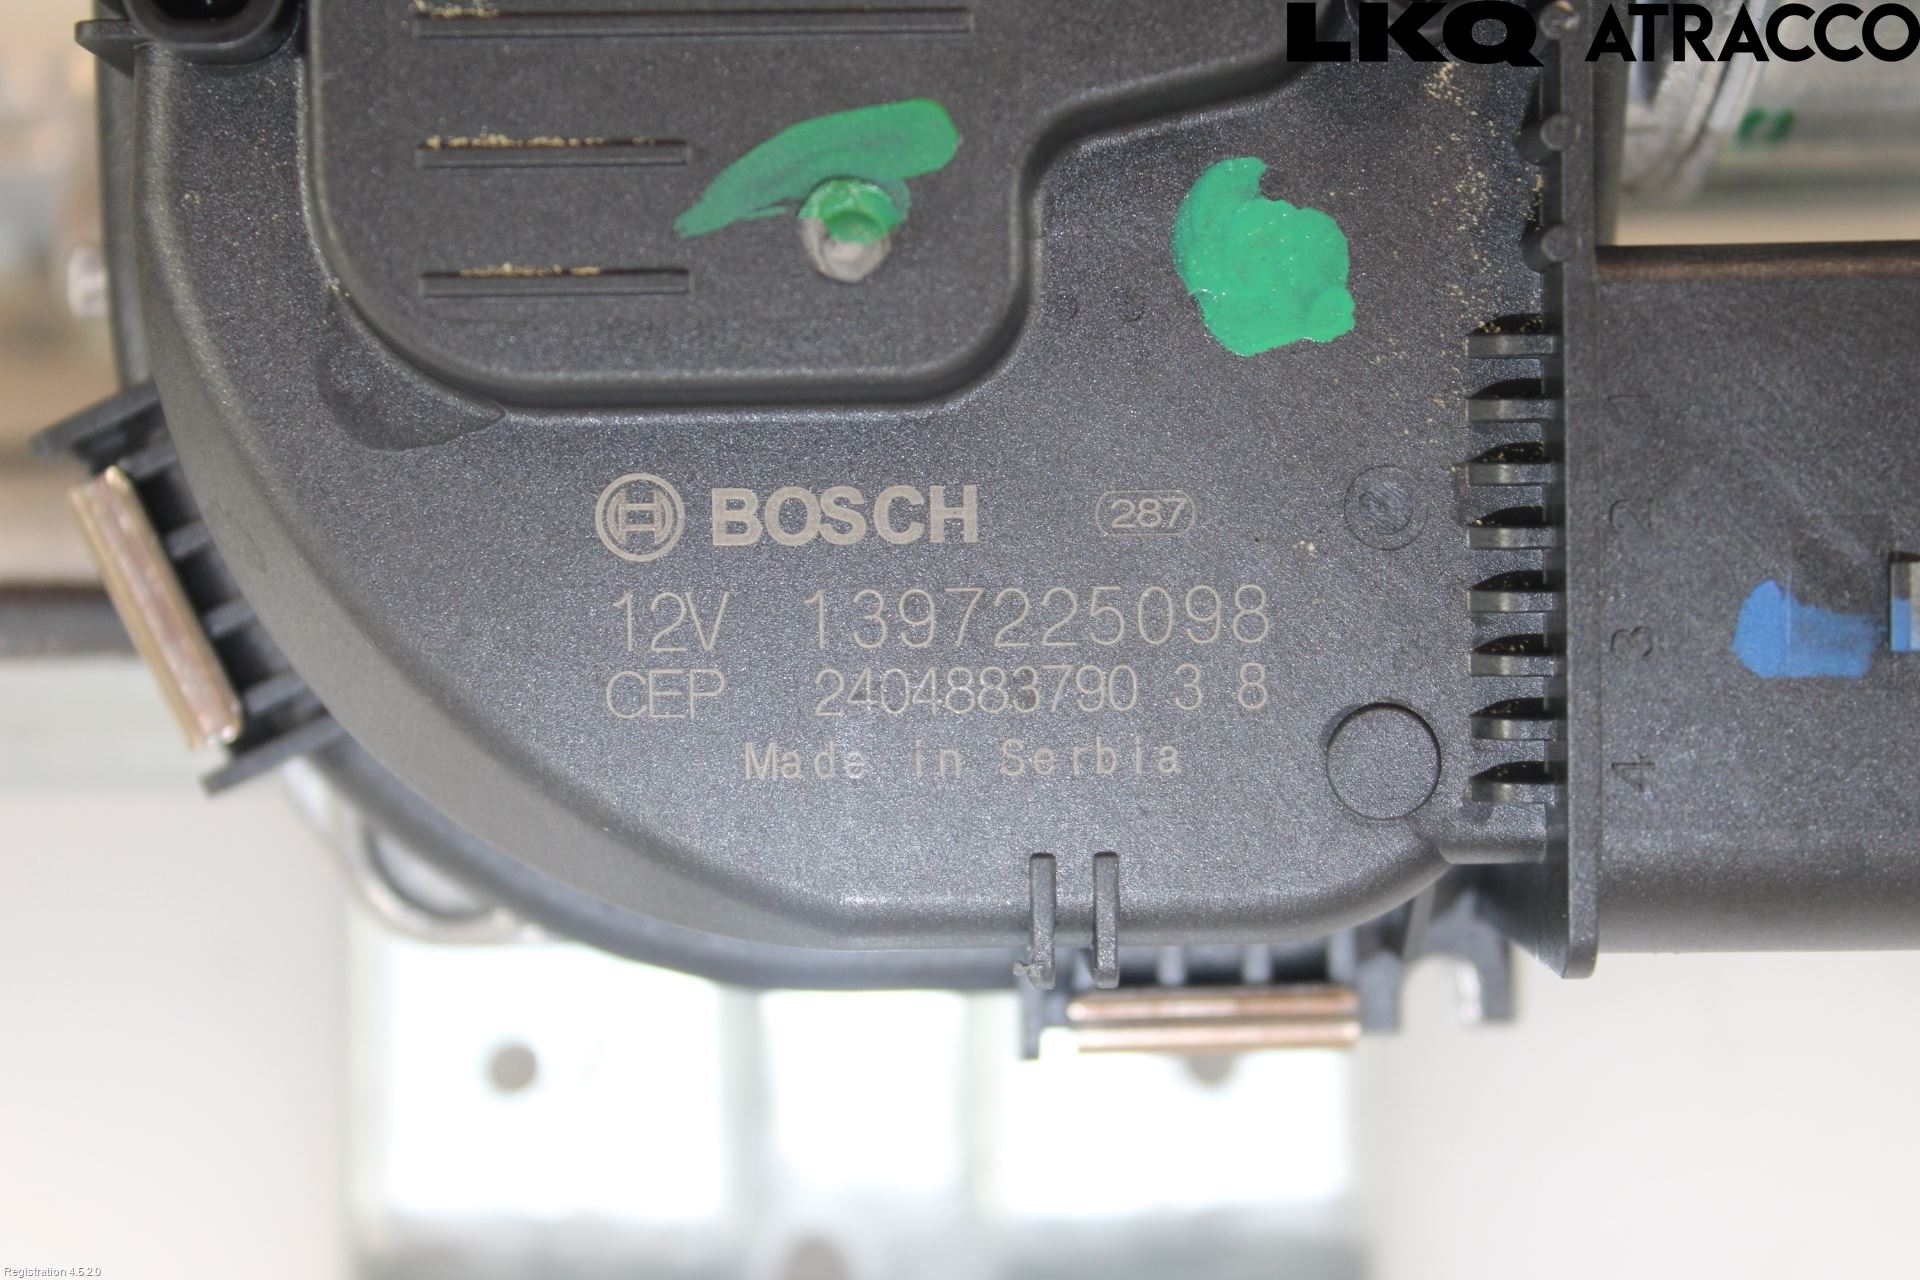 LKQ ATRACCO
BOSCH 287
12V 1397225098
CEP 2404883790 3 8
Made in Serbia
1
2
3
4
Registration 4.5.2.0